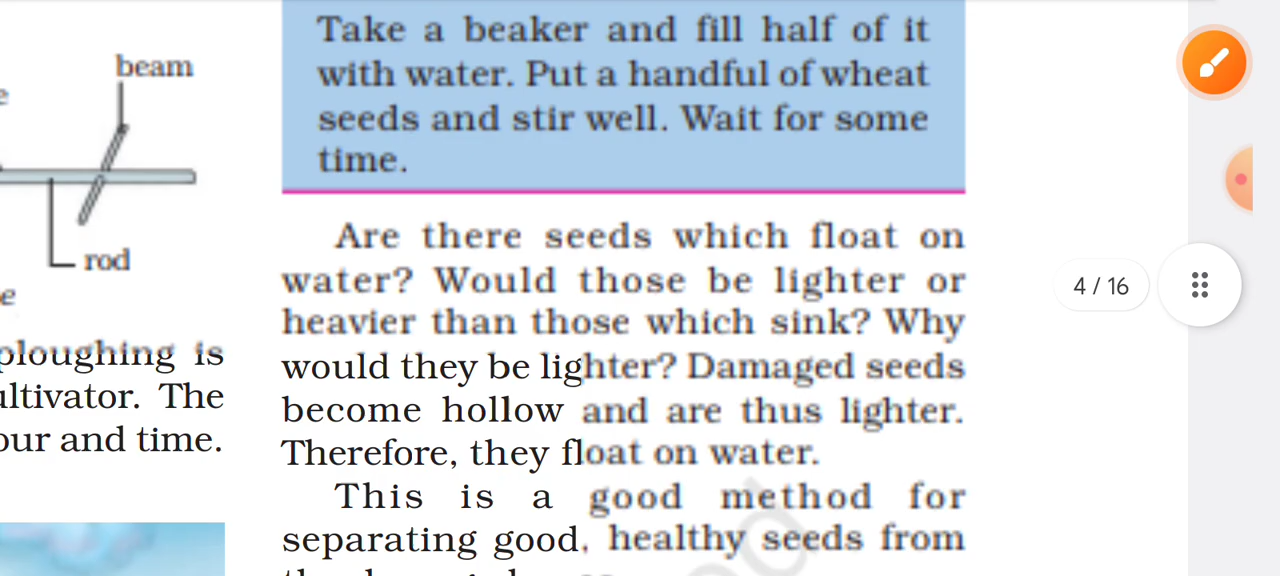 beam
rod
e
ploughing is
ultivator. The
our and time.
Take a beaker and fill half of it
with water. Put a handful of wheat
seeds and stir well. Wait for some
time.
Are there seeds which float on
water? Would those be lighter or
heavier than those which sink? Why
would they be lighter? Damaged seeds
become hollow and are thus lighter.
Therefore, they float on water.
This is a good method for
separating good, healthy seeds from
4 / 16